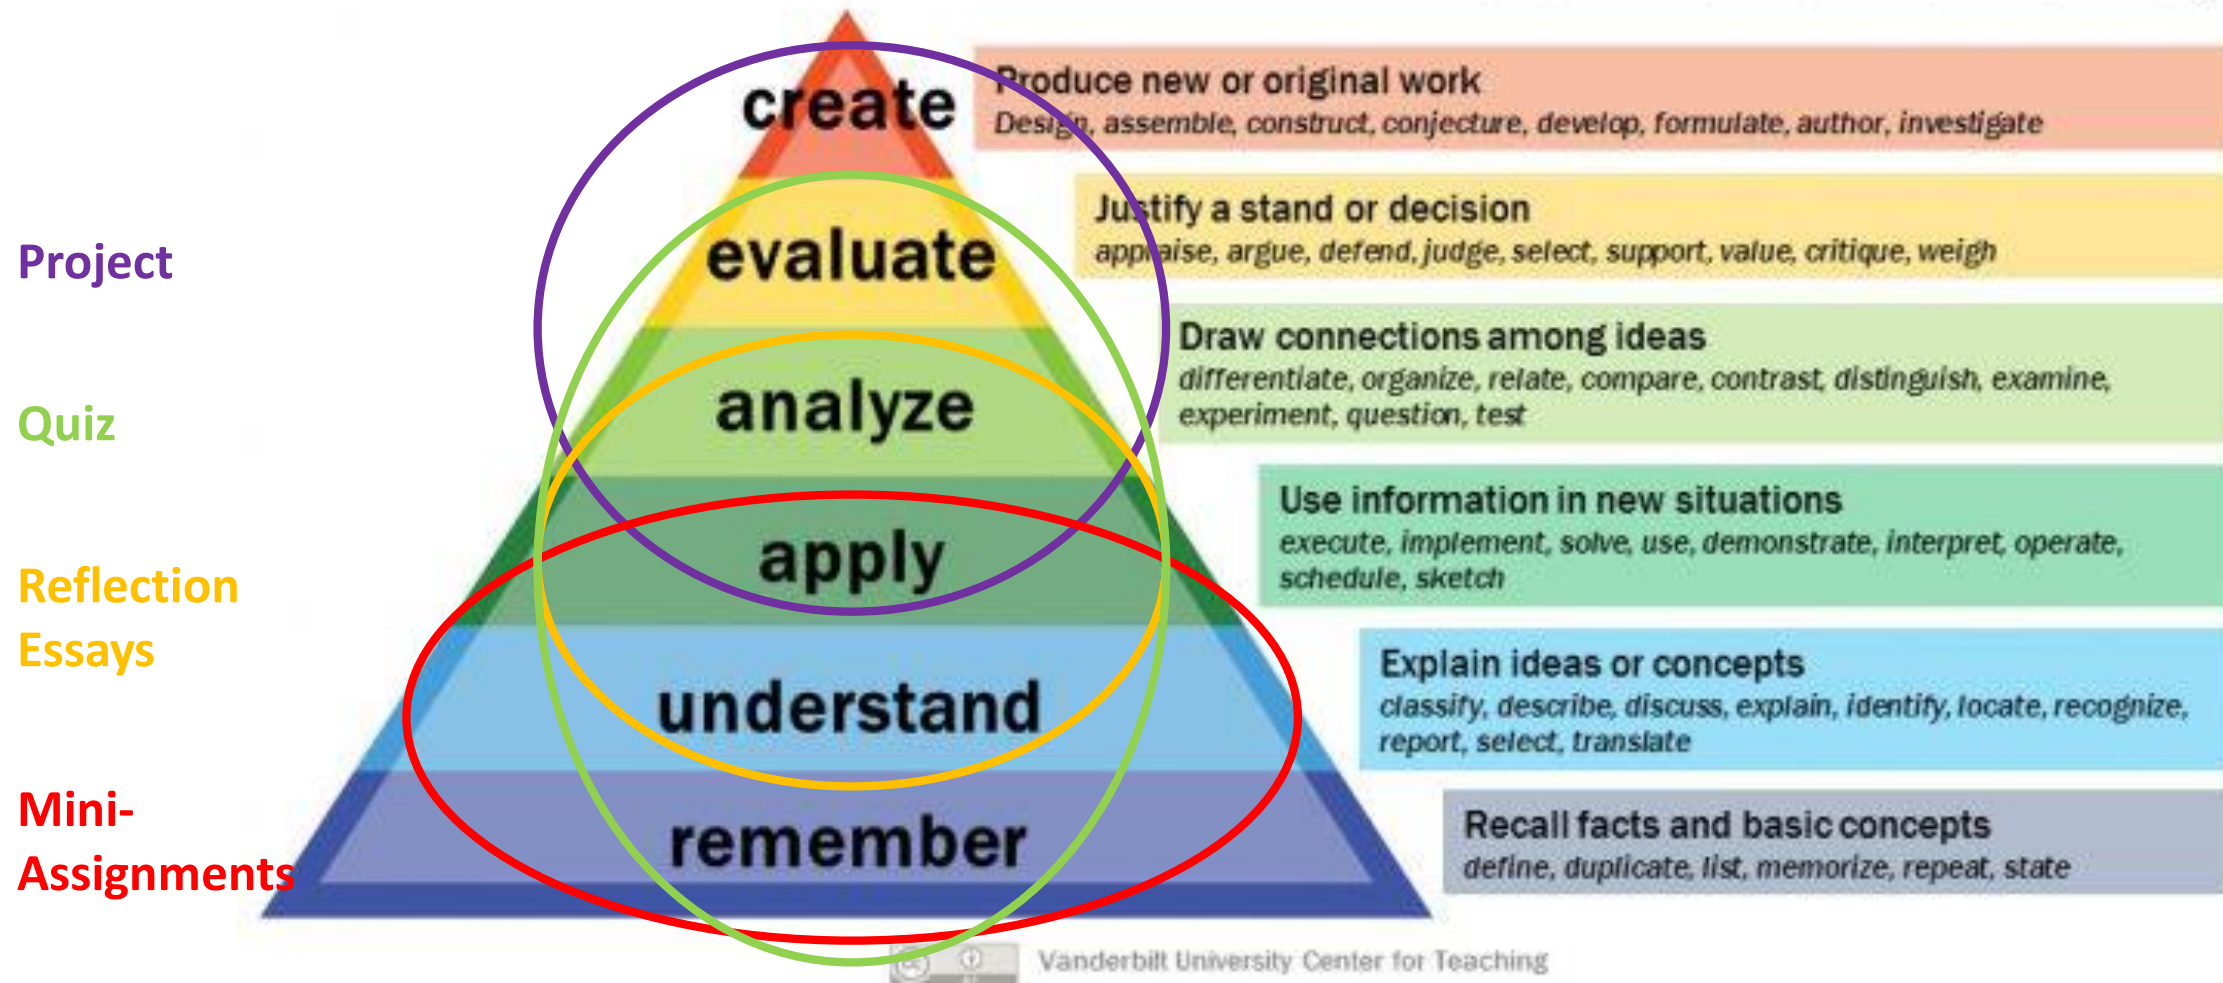 create
Produce new or original work
Design, assemble, construct, conjecture, develop, formulate, author, investigate
Project
evaluate
Justify a stand or decision
appraise, argue, defend, judge, select, support, value, critique, weigh
Quiz
analyze
Draw connections among ideas
differentiate, organize, relate, compare, contrast, distinguish, examine,
experiment, question, test
Reflection
Essays
apply
Use information in new situations
execute, implement, solve, use, demonstrate, interpret, operate,
schedule, sketch
understand
Explain ideas or concepts
classify, describe, discuss, explain, identify, locate, recognize,
report, select, translate
Mini-
Assignments
remember
Recall facts and basic concepts
define, duplicate, list, memorize, repeat, state
Vanderbilt University Center for Teaching